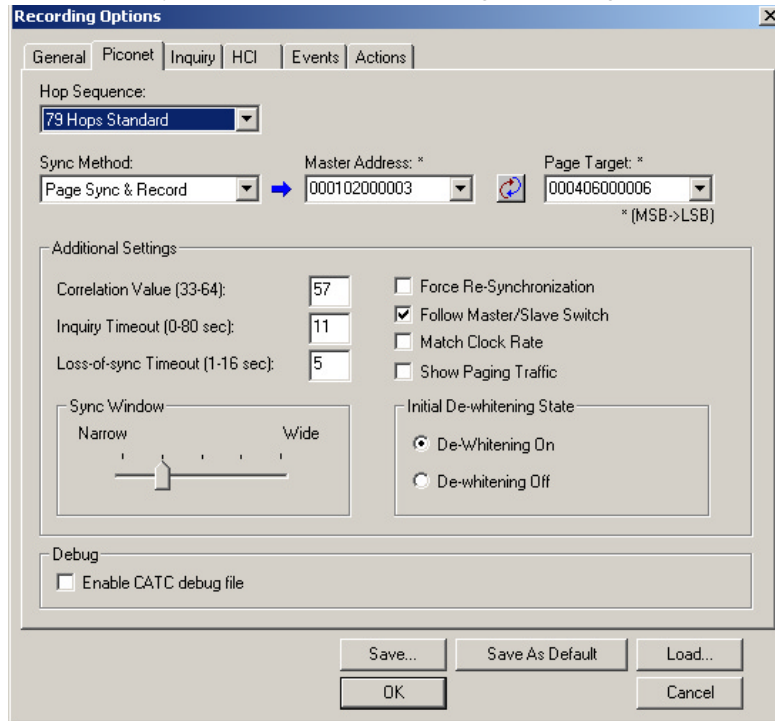 Recording Options
General Piconet Inquiry HCI Events Actions
Hop Sequence:
79 Hops Standard
Sync Method: Master Address: * Page Target: *
Page Sync & Record 000102000003 000406000006
* (MSB->LSB)
Additional Settings
Correlation Value (33-64): 57 Force Re-Synchronization
Inquiry Timeout (0-80 sec): 11 Follow Master/Slave Switch
Match Clock Rate
Loss-of-sync Timeout (1-16 sec): 5 Show Paging Traffic
Sync Window Initial De-whitening State
Narrow Wide De-Whitening On
De-whitening Off
Debug
Enable CATC debug file
Save... Save As Default Load...
OK Cancel